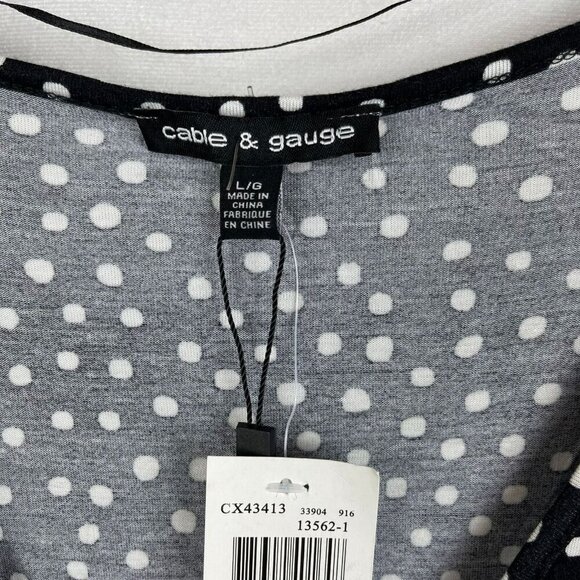 cable & gauge
L/G
MADE IN
CHINA
FABRIQUE
EN CHINE
CX43413 33904 916
13562-1